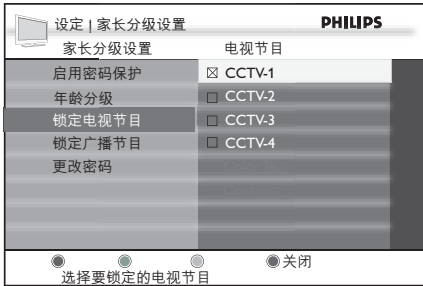 设定 | 家长分级设置 PHILIPS
家长分级设置 电视节目
启用密码保护 ☒ CCTV-1
年龄分级 □ CCTV-2
锁定电视节目 □ CCTV-3
锁定广播节目 □ CCTV-4
更改密码
关闭
选择要锁定的电视节目